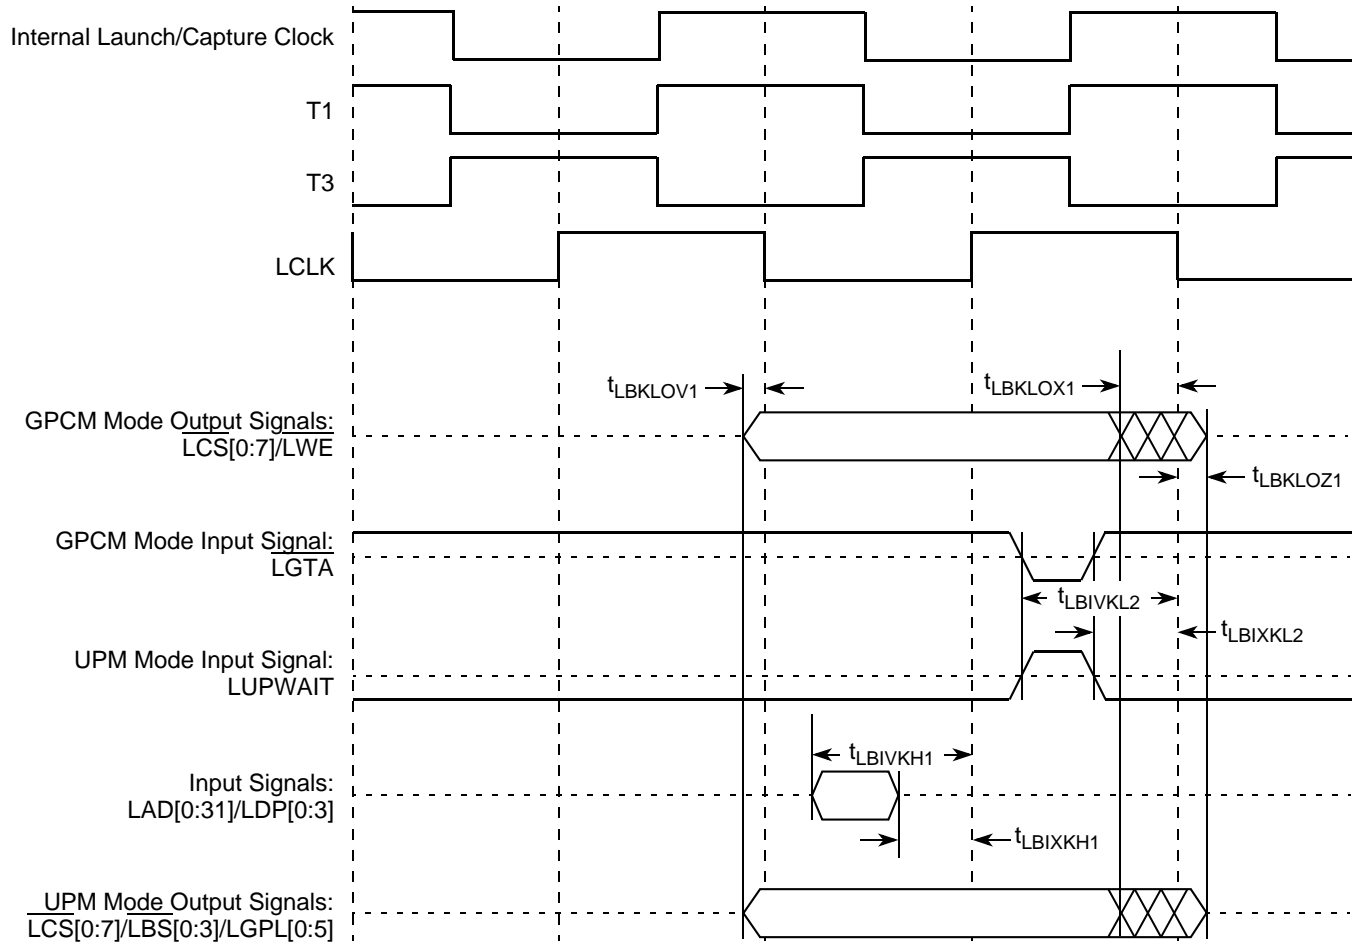 Internal Launch/Capture Clock
T1
T3
LCLK
tLBKLOV1
tLBKLOX1
GPCM Mode Output Signals:
LCS[0:7]/LWE
tLBKLOZ1
GPCM Mode Input Signal:
LGTA
tLBIVKL2
tLBIXKL2
UPM Mode Input Signal:
LUPWAIT
tLBIVKH1
Input Signals:
LAD[0:31]/LDP[0:3]
tLBIXKH1
UPM Mode Output Signals:
LCS[0:7]/LBS[0:3]/LGPL[0:5]